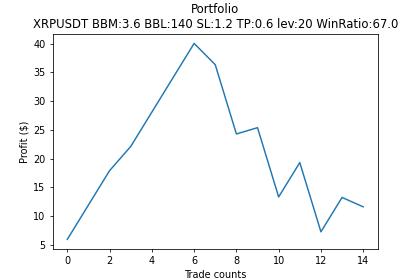 Portfolio
XRPUSDT BBM:3.6 BBL:140 SL:1.2 TP:0.6 lev:20 WinRatio:67.0
40
35
30
25
20
15
10
5
Profit ($)
0 2 4 6 8 10 12 14
Trade counts